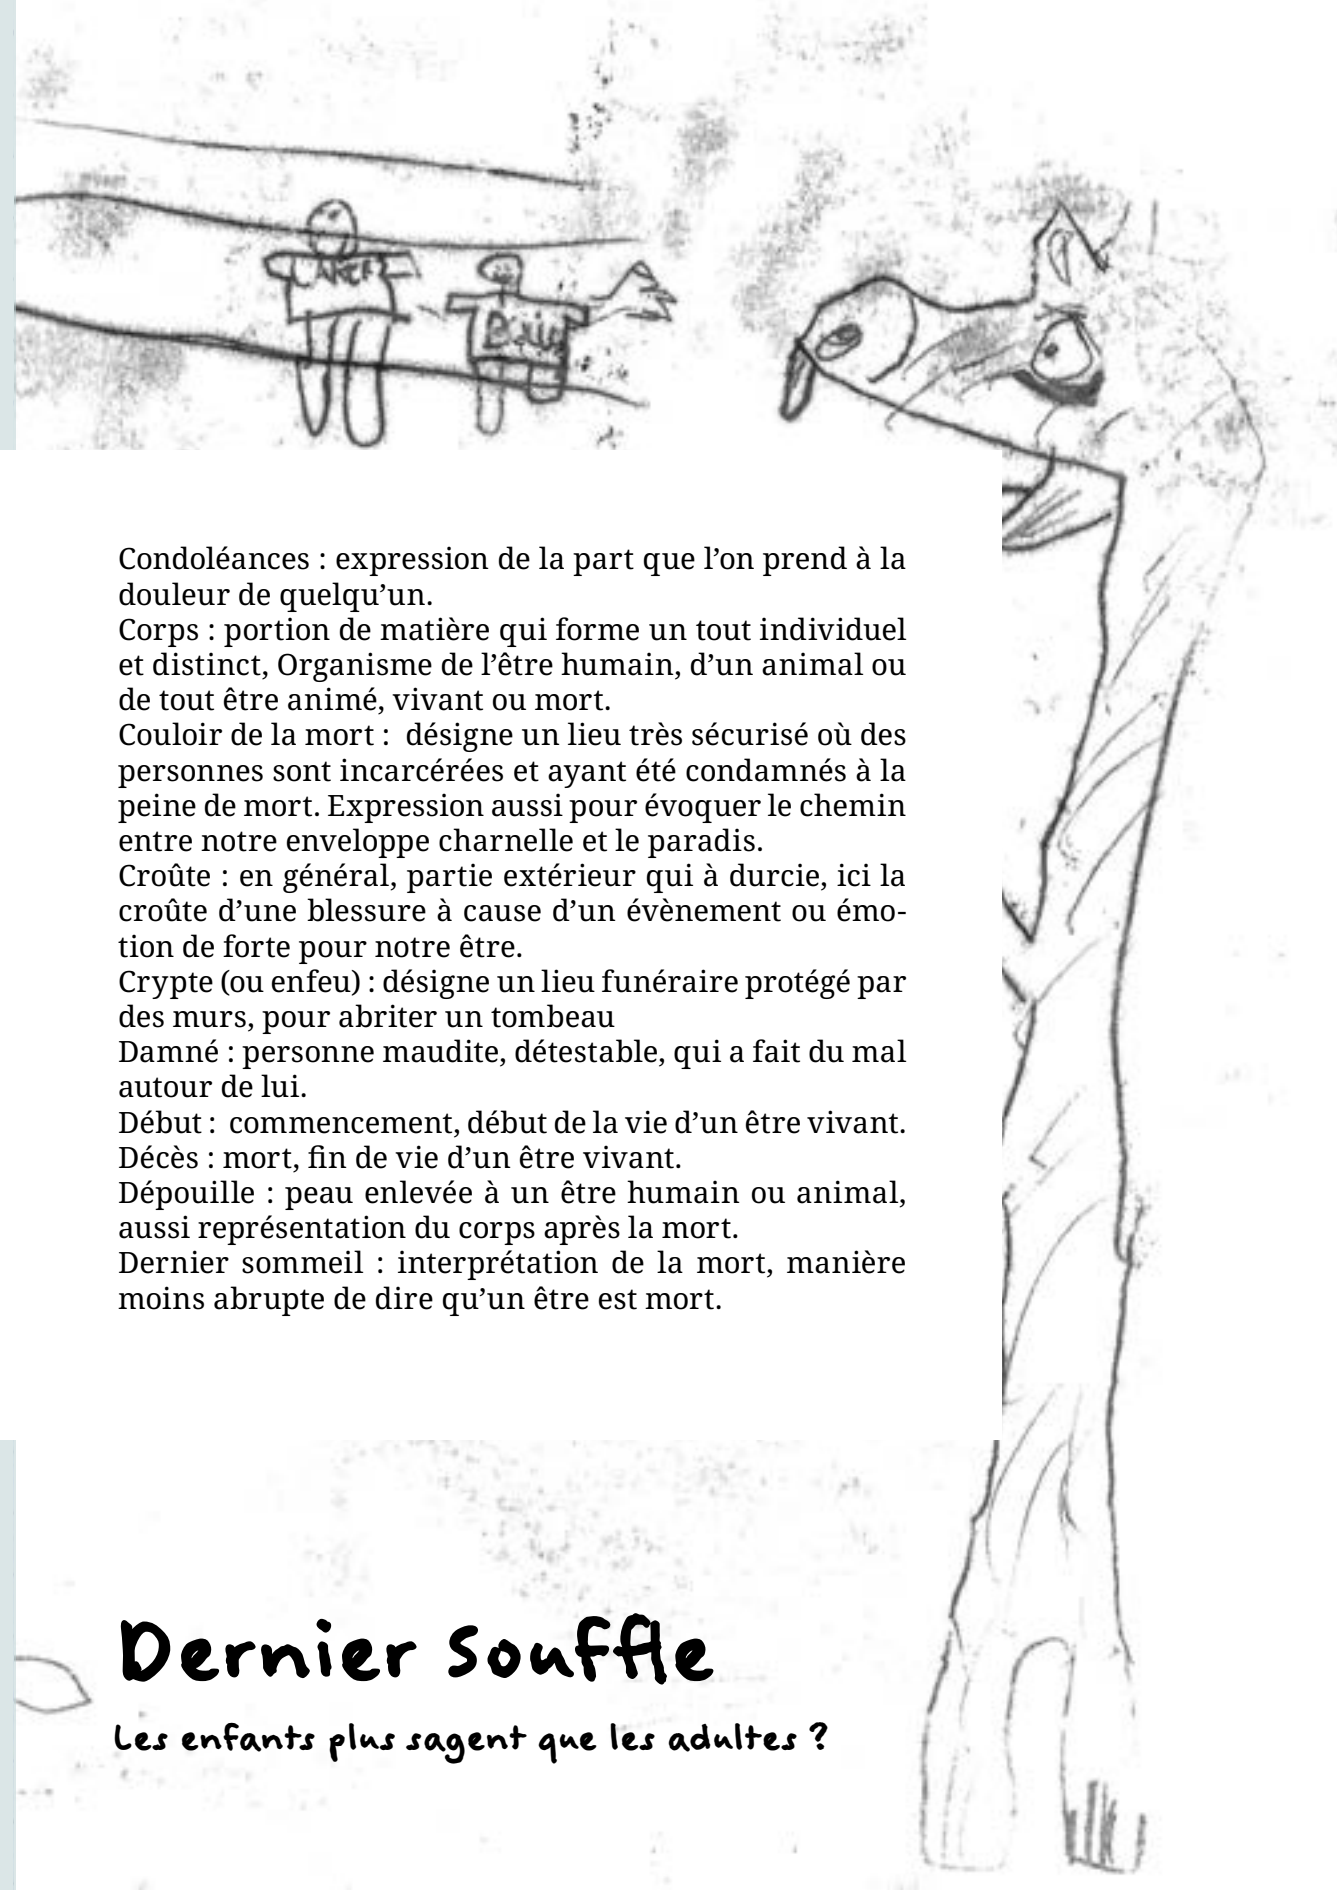 Condoléances : expression de la part que l’on prend à la
douleur de quelqu’un.
Corps : portion de matière qui forme un tout individuel
et distinct, Organisme de l’être humain, d’un animal ou
de tout être animé, vivant ou mort.
Couloir de la mort :  désigne un lieu très sécurisé où des
personnes sont incarcérées et ayant été condamnés à la
peine de mort. Expression aussi pour évoquer le chemin
entre notre enveloppe charnelle et le paradis.
Croûte : en général, partie extérieur qui à durcie, ici la
croûte d’une blessure à cause d’un évènement ou émo-
tion de forte pour notre être.
Crypte (ou enfeu) : désigne un lieu funéraire protégé par
des murs, pour abriter un tombeau
Damné : personne maudite, détestable, qui a fait du mal
autour de lui.
Début :  commencement, début de la vie d’un être vivant.
Décès : mort, fin de vie d’un être vivant.
Dépouille : peau enlevée à un être humain ou animal,
aussi représentation du corps après la mort.
Dernier sommeil : interprétation de la mort, manière
moins abrupte de dire qu’un être est mort.
Dernier souffle
Les enfants plus sagent que les adultes ?